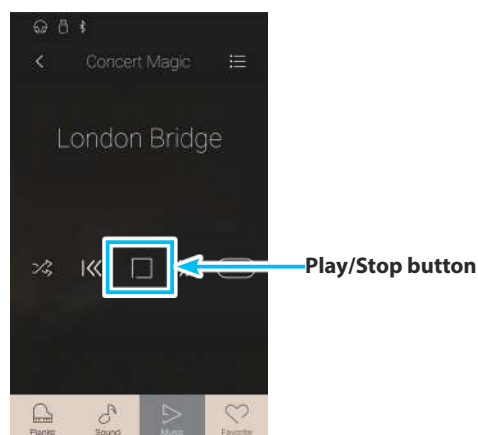 Concert Magic
London Bridge
Play/Stop button
Pianist
Sound
Music
Favorite